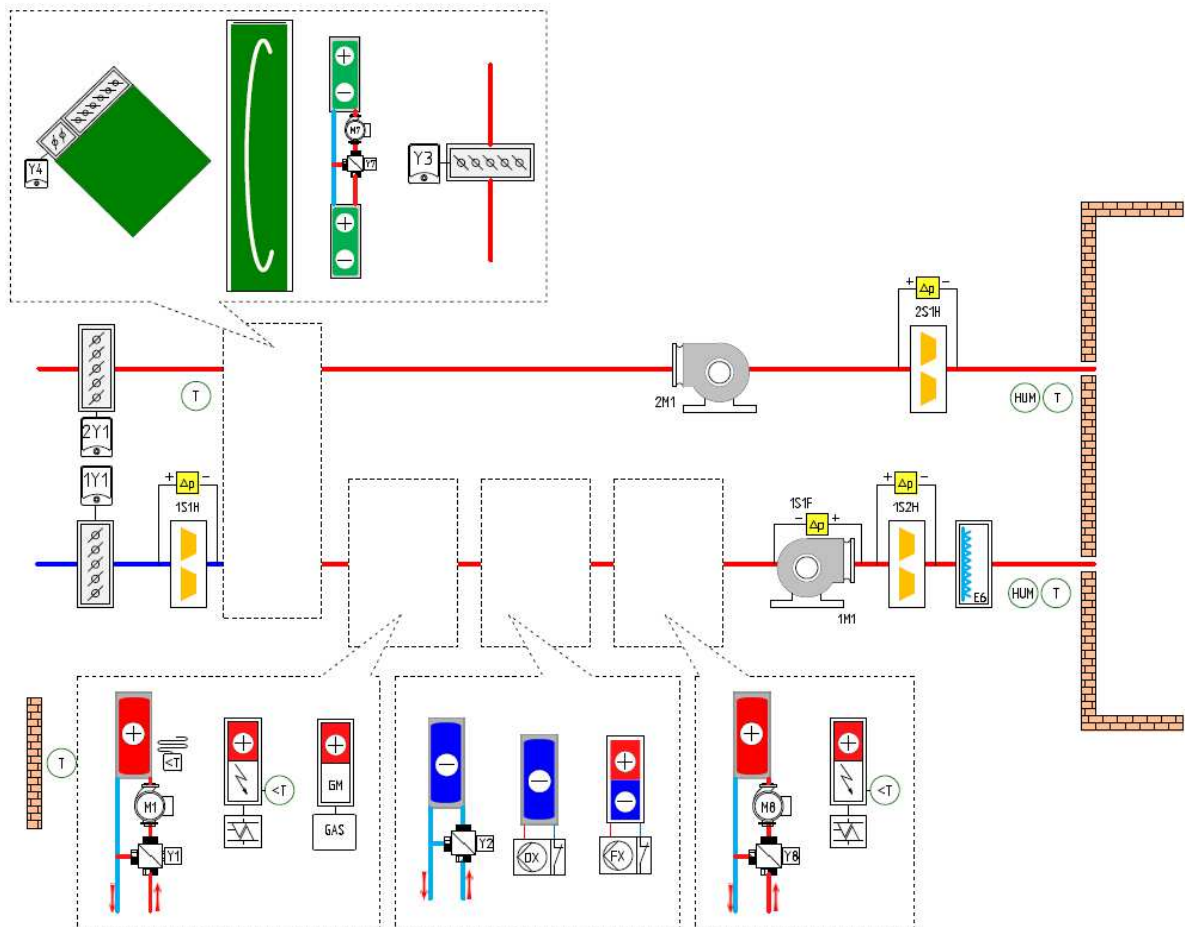 M7
Y7
Y4
Y3
+ Δp -
2S1H
2M1
HUM T
T
2Y1
1Y1
+ Δp -
1S1H
1S1F
- Δp +
+ Δp -
1S2H
E6
HUM T
1M1
T
+
<T
M1
Y1
+
<T
+
GM
GAS
-
Y2
-
DX
+
-
FX
+
M8
Y8
+
<T